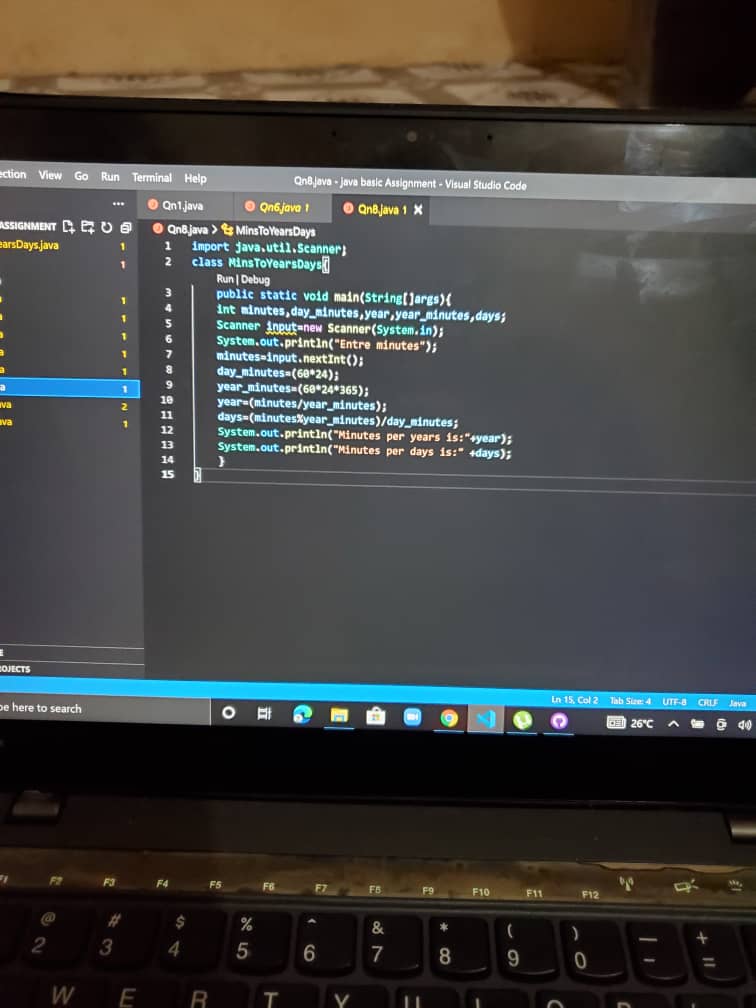 ection View Go Run Terminal Help Qn8.java - java basic Assignment - Visual Studio Code
... Qn1.java Qn6.java 1 Qn8.java 1 X
ASSIGNMENT Qn8.java > MinsToYearsDays
earsDays.java 1
1
1
1
1
1
1
a 1
va 2
va 1
1 import java.util.Scanner;
2 class MinsToYearsDays{
Run | Debug
3 public static void main(String[]args){
4 int minutes,day_minutes,year,year_minutes,days;
5 Scanner input=new Scanner(System.in);
6 System.out.println("Entre minutes");
7 minutes=input.nextInt();
8 day_minutes=(60*24);
9 year_minutes=(60*24*365);
10 year=(minutes/year_minutes);
11 days=(minutes%year_minutes)/day_minutes;
12 System.out.println("Minutes per years is:"+year);
13 System.out.println("Minutes per days is:" +days);
14 }
15 }
E
OJECTS
Ln 15, Col 2 Tab Size: 4 UTF-8 CRLF Java
pe here to search 26°C
F1 F2 F3 F4 F5 F6 F7 F8 F9 F10 F11 F12
@ # $ % ^ & * ( ) — +
2 3 4 5 6 7 8 9 0 - =
W E R T Y U I O